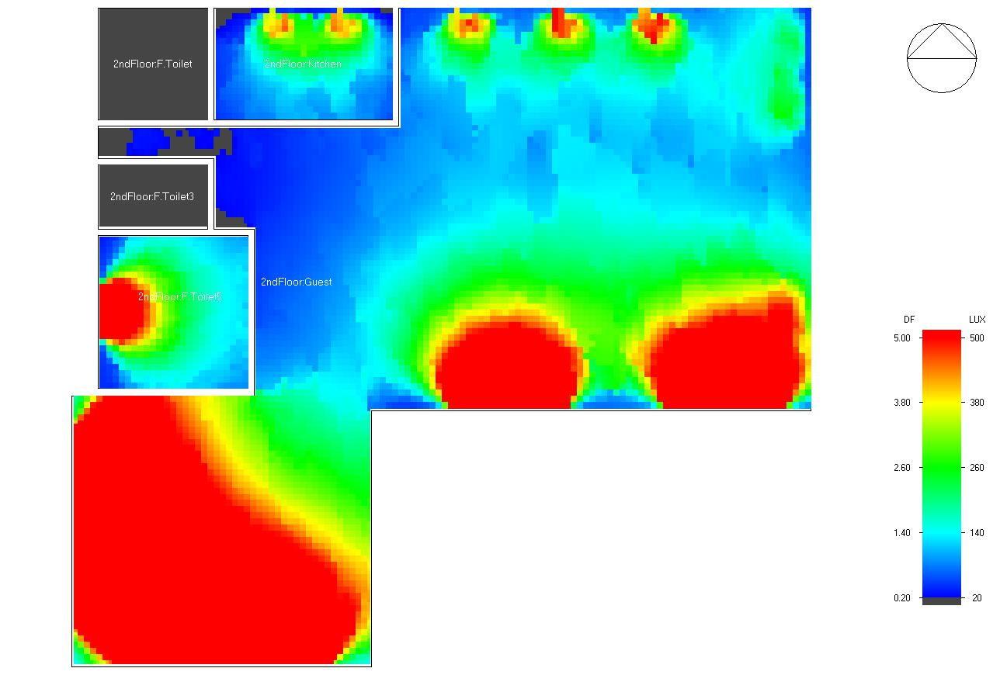 2ndFloor:F.Toilet
2ndFloor:Kitchen
2ndFloor:F.Toilet3
2ndFloor:Guest
2ndFloor:F.Toilet5
DF LUX
5.00 500
3.80 380
2.60 260
1.40 140
0.20 20